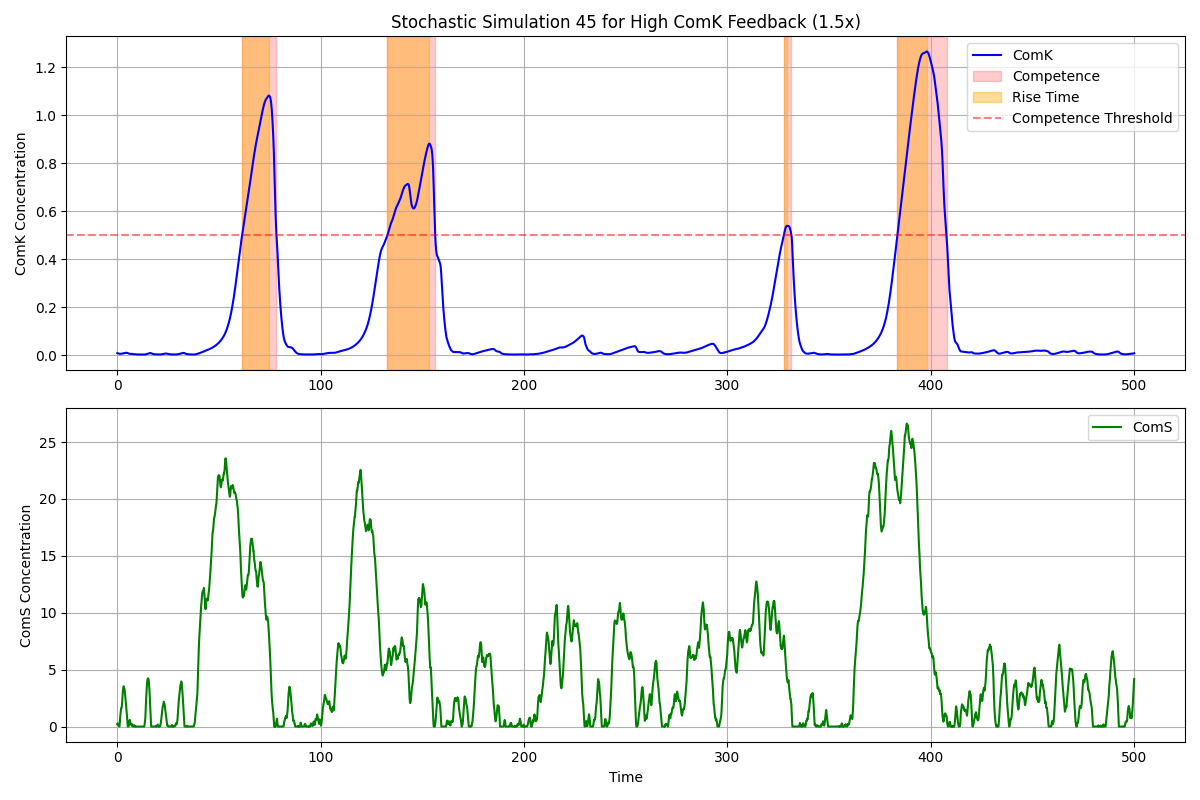 Stochastic Simulation 45 for High ComK Feedback (1.5x)
ComK Concentration
1.2
1.0
0.8
0.6
0.4
0.2
0.0
ComK
Competence
Rise Time
Competence Threshold
0 100 200 300 400 500
ComS Concentration
25
20
15
10
5
0
ComS
0 100 200 300 400 500
Time